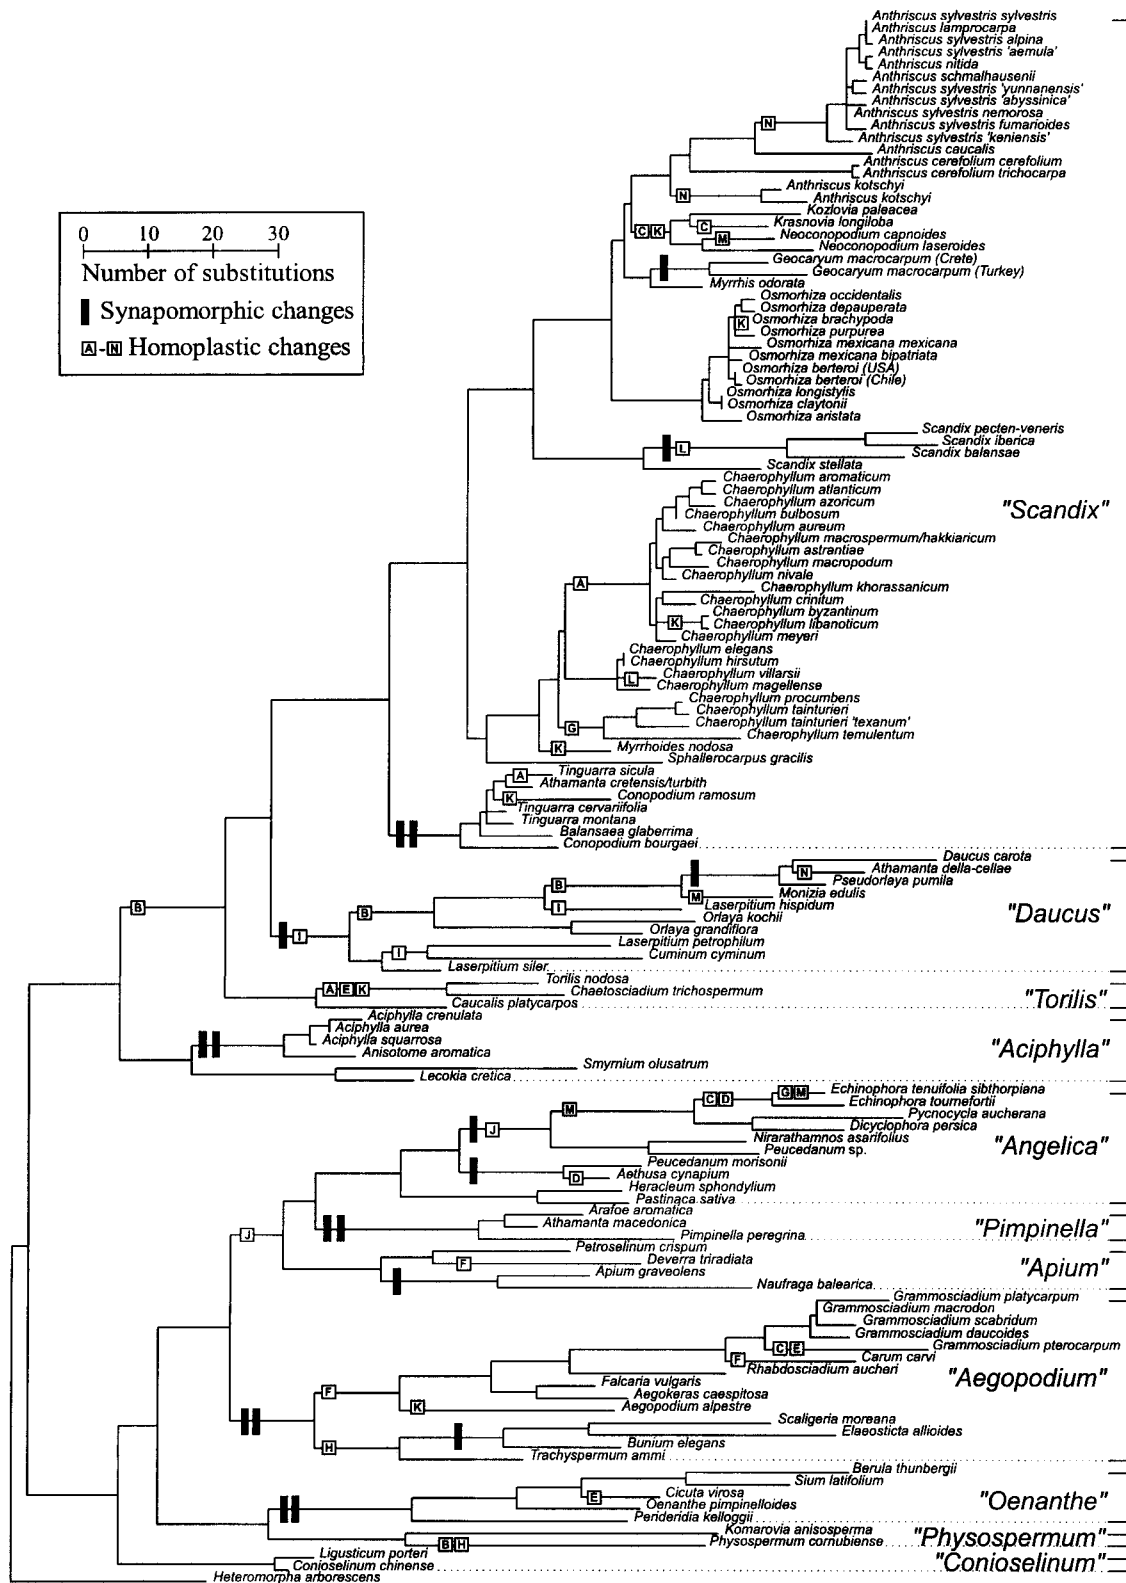 Anthriscus sylvestris sylvestris
Anthriscus lamprocarpa
Anthriscus sylvestris alpina
Anthriscus sylvestris 'aemula'
Anthriscus nitida
Anthriscus schmalhausenii
Anthriscus sylvestris 'yunnanensis'
Anthriscus sylvestris 'abyssinica'
Anthriscus sylvestris nemorosa
N
Anthriscus sylvestris fumarioides
Anthriscus sylvestris 'keniensis'
Anthriscus caucalis
Anthriscus cerefolium cerefolium
Anthriscus cerefolium trichocarpa
Anthriscus kotschyi
N
Anthriscus kotschyi
Kozlovia paleacea
C Krasnovia longiloba
C K
M Neoconopodium capnoides
Neoconopodium laseroides
0 10 20 30
Number of substitutions
Synapomorphic changes
A - N Homoplastic changes
Geocaryum macrocarpum (Crete)
Geocaryum macrocarpum (Turkey)
Myrrhis odorata
Osmorhiza occidentalis
Osmorhiza depauperata
K Osmorhiza brachypoda
Osmorhiza purpurea
Osmorhiza mexicana mexicana
Osmorhiza mexicana bipatriata
Osmorhiza berteroi (USA)
Osmorhiza berteroi (Chile)
Osmorhiza longistylis
Osmorhiza claytonii
Osmorhiza aristata
Scandix pecten-veneris
Scandix iberica
L
Scandix balansae
Scandix stellata
Chaerophyllum aromaticum
Chaerophyllum atlanticum
Chaerophyllum azoricum
"Scandix"
Chaerophyllum bulbosum
Chaerophyllum aureum
Chaerophyllum macrospermum/hakkiaricum
Chaerophyllum astrantiae
Chaerophyllum macropodum
Chaerophyllum nivale
A
Chaerophyllum khorassanicum
Chaerophyllum crinitum
Chaerophyllum byzantinum
K
Chaerophyllum libanoticum
Chaerophyllum meyeri
Chaerophyllum elegans
Chaerophyllum hirsutum
L Chaerophyllum villarsii
Chaerophyllum magellense
Chaerophyllum procumbens
Chaerophyllum tainturieri
Chaerophyllum tainturieri 'texanum'
G
Chaerophyllum temulentum
K Myrrhoides nodosa
Sphallerocarpus gracilis
A Tinguarra sicula
Athamanta cretensis/turbith
K Conopodium ramosum
Tinguarra cervariifolia
Tinguarra montana
Balansaea glaberrima
Conopodium bourgaei
Daucus carota
N Athamanta della-cellae
Pseudorlaya pumila
B
M Monizia edulis
I Laserpitium hispidum
B
B
"Daucus"
Orlaya kochii
Orlaya grandiflora
I
Laserpitium petrophilum
I
Cuminum cyminum
Laserpitium siler
Torilis nodosa
A E K
Chaetosciadium trichospermum
"Torilis"
Caucalis platycarpos
Aciphylla crenulata
Aciphylla aurea
Aciphylla squarrosa
"Aciphylla"
Anisotome aromatica
Smyrnium olusatrum
Lecokia cretica
G M Echinophora tenuifolia sibthorpiana
C D
Echinophora tournefortii
M
Pycnocycla aucherana
Dicyclophora persica
J
Nirarathamnos asarifolius
"Angelica"
Peucedanum sp.
Peucedanum morisonii
D Aethusa cynapium
Heracleum sphondylium
Pastinaca sativa
Arafoe aromatica
Athamanta macedonica
"Pimpinella"
Pimpinella peregrina
J
Petroselinum crispum
F Deverra triradiata
"Apium"
Apium graveolens
Naufraga balearica
Grammosciadium platycarpum
Grammosciadium macrodon
Grammosciadium scabridum
Grammosciadium daucoides
C E Grammosciadium pterocarpum
F Carum carvi
Rhabdosciadium aucheri
"Aegopodium"
Falcaria vulgaris
F
Aegokeras caespitosa
K Aegopodium alpestre
Scaligeria moreana
Elaeosticta allioides
H
Bunium elegans
Trachyspermum ammi
Berula thunbergii
Sium latifolium
E Cicuta virosa
"Oenanthe"
Oenanthe pimpinelloides
Perideridia kelloggii
Komarovia anisosperma
B H Physospermum cornubiense
"Physospermum"
Ligusticum porteri
Conioselinum chinense
"Conioselinum"
Heteromorpha arborescens